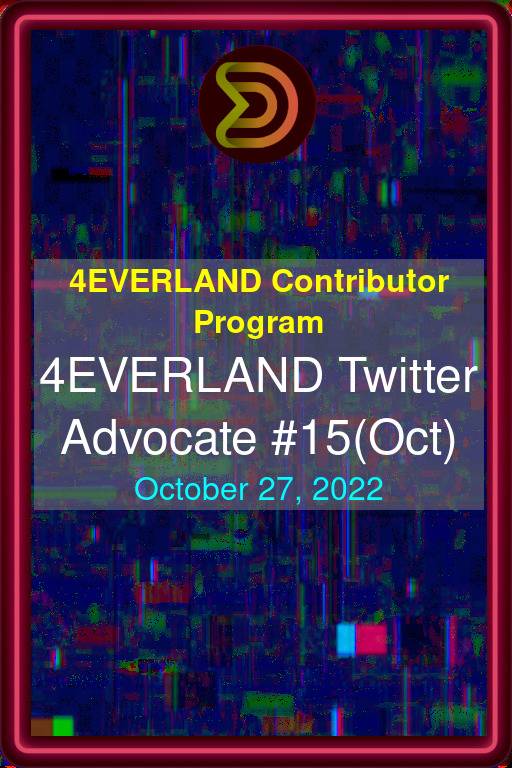 4EVERLAND Contributor
Program
4EVERLAND Twitter
Advocate #15(Oct)
October 27, 2022